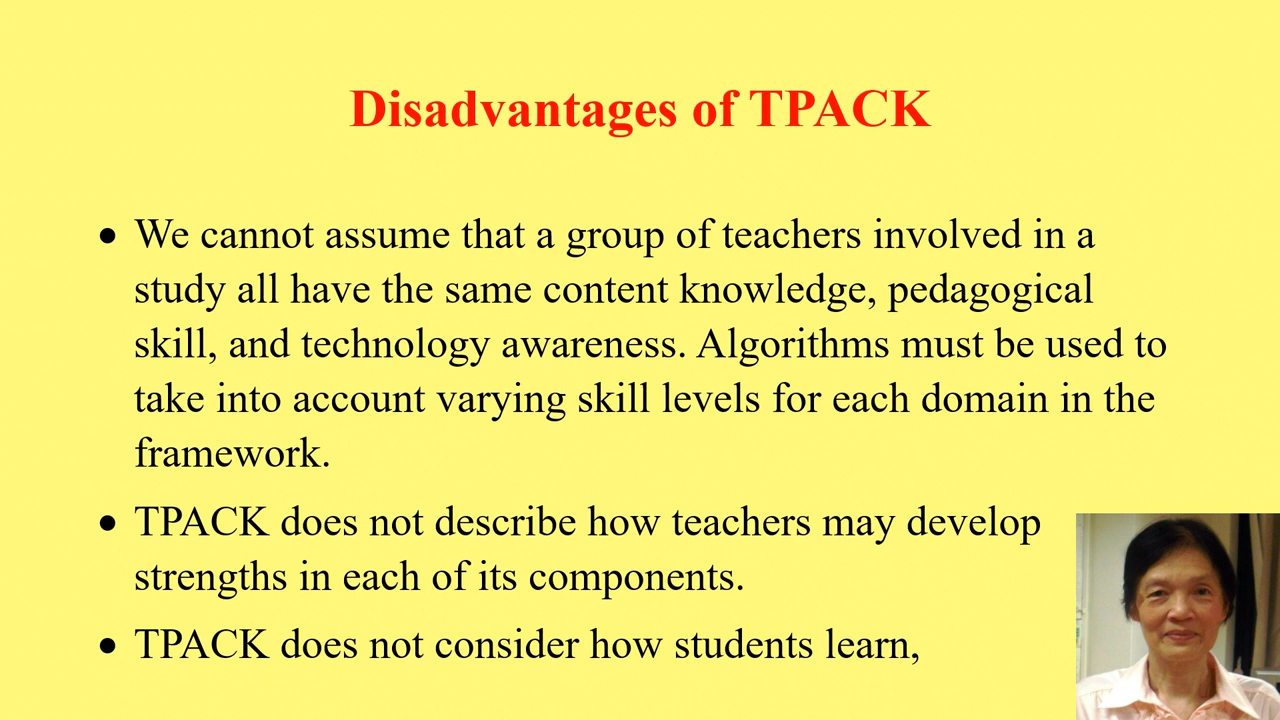 Disadvantages of TPACK
• We cannot assume that a group of teachers involved in a
study all have the same content knowledge, pedagogical
skill, and technology awareness. Algorithms must be used to
take into account varying skill levels for each domain in the
framework.
• TPACK does not describe how teachers may develop
strengths in each of its components.
• TPACK does not consider how students learn,